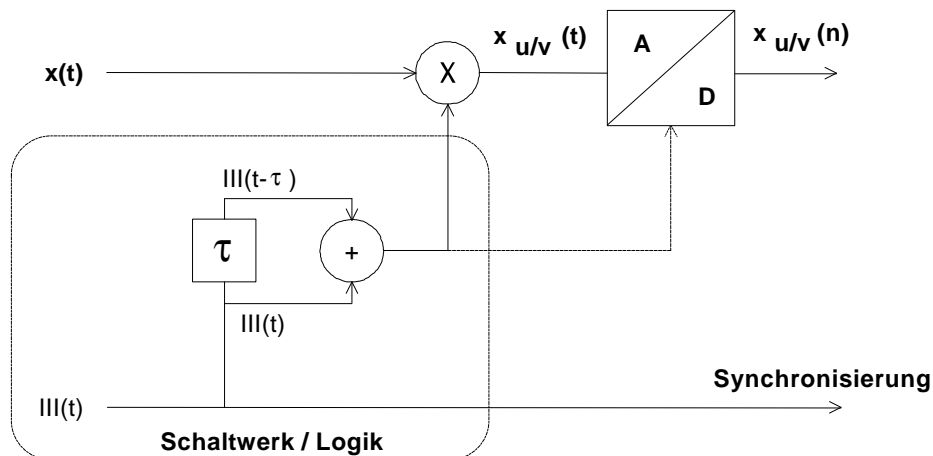 x u/v (t)
x u/v (n)
A
D
x(t)
X
III(t-τ)
τ
+
III(t)
Synchronisierung
III(t)
Schaltwerk / Logik